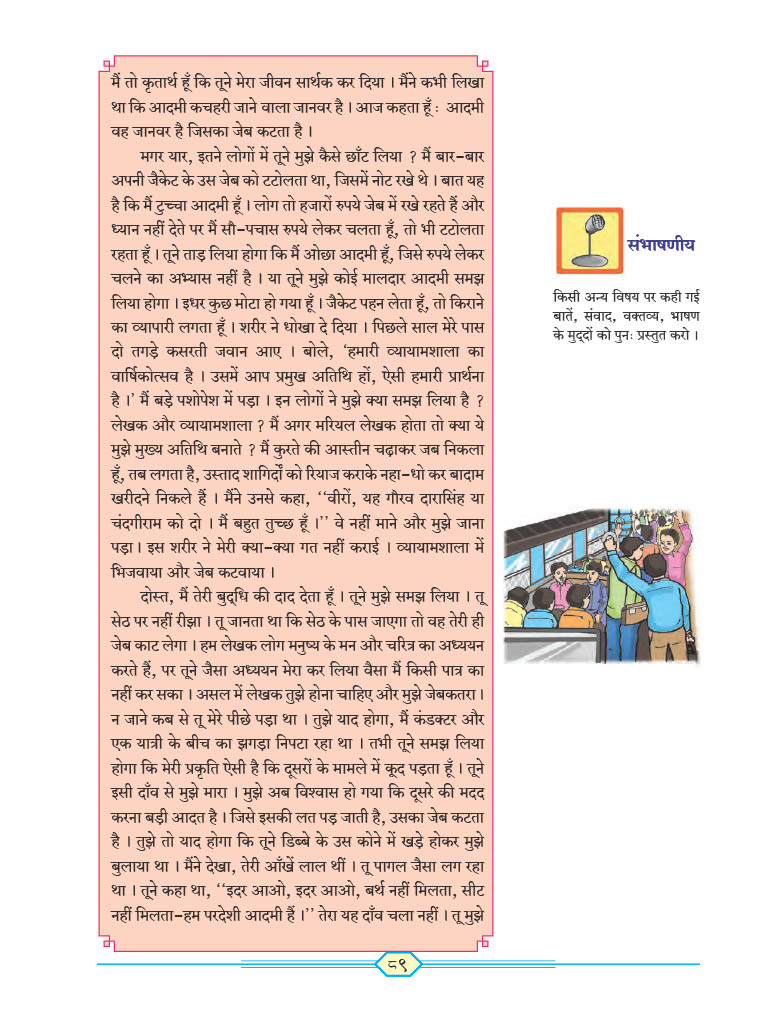 मैं तो कृतार्थ हूँ कि तूने मेरा जीवन सार्थक कर दिया । मैंने कभी लिखा
था कि आदमी कचहरी जाने वाला जानवर है । आज कहता हूँ : आदमी
वह जानवर है जिसका जेब कटता है ।
मगर यार, इतने लोगों में तूने मुझे कैसे छाँट लिया ? मैं बार-बार
अपनी जैकेट के उस जेब को टटोलता था, जिसमें नोट रखे थे । बात यह
है कि मैं टुच्चा आदमी हूँ । लोग तो हजारों रुपये जेब में रखे रहते हैं और
ध्यान नहीं देते पर मैं सौ-पचास रुपये लेकर चलता हूँ, तो भी टटोलता
रहता हूँ । तूने ताड़ लिया होगा कि मैं ओछा आदमी हूँ, जिसे रुपये लेकर
चलने का अभ्यास नहीं है । या तूने मुझे कोई मालदार आदमी समझ
लिया होगा । इधर कुछ मोटा हो गया हूँ । जैकेट पहन लेता हूँ, तो किराने
का व्यापारी लगता हूँ । शरीर ने धोखा दे दिया । पिछले साल मेरे पास
दो तगड़े कसरती जवान आए । बोले, ‘हमारी व्यायामशाला का
वार्षिकोत्सव है । उसमें आप प्रमुख अतिथि हों, ऐसी हमारी प्रार्थना
है ।’ मैं बड़े पशोपेश में पड़ा । इन लोगों ने मुझे क्या समझ लिया है ?
लेखक और व्यायामशाला ? मैं अगर मरियल लेखक होता तो क्या ये
मुझे मुख्य अतिथि बनाते ? मैं कुरते की आस्तीन चढ़ाकर जब निकला
हूँ, तब लगता है, उस्ताद शागिर्दों को रियाज कराके नहा-धो कर बादाम
खरीदने निकले हैं । मैंने उनसे कहा, ‘‘वीरों, यह गौरव दारासिंह या
चंदगीराम को दो । मैं बहुत तुच्छ हूँ ।’’ वे नहीं माने और मुझे जाना
पड़ा । इस शरीर ने मेरी क्या-क्या गत नहीं कराई । व्यायामशाला में
भिजवाया और जेब कटवाया ।
दोस्त, मैं तेरी बुद्‌धि की दाद देता हूँ । तूने मुझे समझ लिया । तू
सेठ पर नहीं रीझा । तू जानता था कि सेठ के पास जाएगा तो वह तेरी ही
जेब काट लेगा । हम लेखक लोग मनुष्य के मन और चरित्र का अध्ययन
करते हैं, पर तूने जैसा अध्ययन मेरा कर लिया वैसा मैं किसी पात्र का
नहीं कर सका । असल में लेखक तुझे होना चाहिए और मुझे जेबकतरा ।
न जाने कब से तू मेरे पीछे पड़ा था । तुझे याद होगा, मैं कंडक्टर और
एक यात्री के बीच का झगड़ा निपटा रहा था । तभी तूने समझ लिया
होगा कि मेरी प्रकृति ऐसी है कि दूसरों के मामले में कूद पड़ता हूँ । तूने
इसी दाँव से मुझे मारा । मुझे अब विश्वास हो गया कि दूसरे की मदद
करना बड़ी आदत है । जिसे इसकी लत पड़ जाती है, उसका जेब कटता
है । तुझे तो याद होगा कि तूने डिब्बे के उस कोने में खड़े होकर मुझे
बुलाया था । मैंने देखा, तेरी आँखें लाल थीं । तू पागल जैसा लग रहा
था । तूने कहा था, ‘‘इदर आओ, इदर आओ, बर्थ नहीं मिलता, सीट
नहीं मिलता-हम परदेशी आदमी हैं ।’’ तेरा यह दाँव चला नहीं । तू मुझे
संभाषणीय
किसी अन्य विषय पर कही गई
बातें, संवाद, वक्तव्य, भाषण
के मुद्‌दों को पुनः प्रस्तुत करो ।
८९